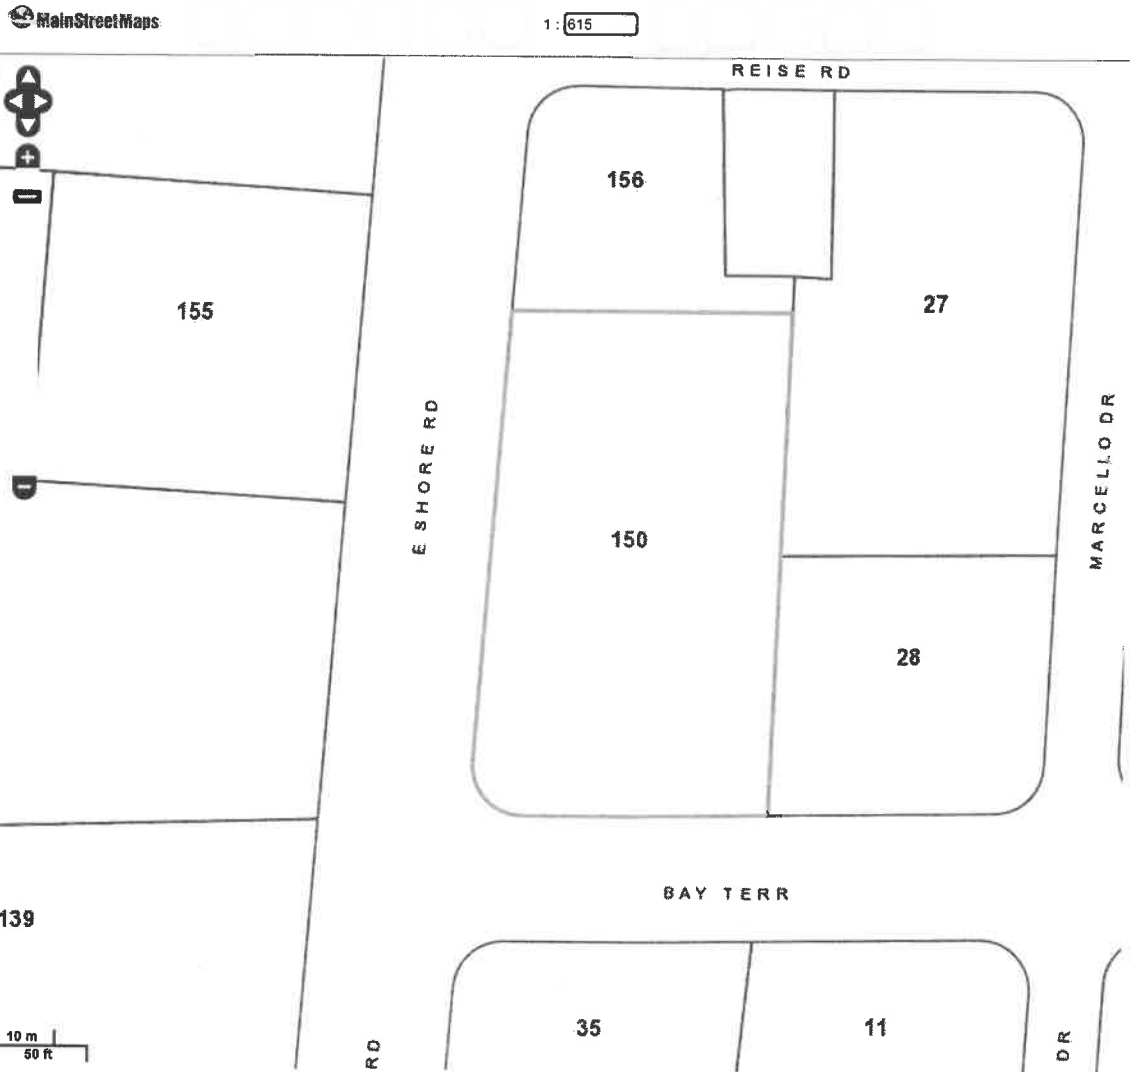 MainStreetMaps
1 : 615
REISE RD
156
155
27
E SHORE RD
MARCELLO DR
150
28
BAY TERR
139
35
11
10 m
50 ft
RD
DR